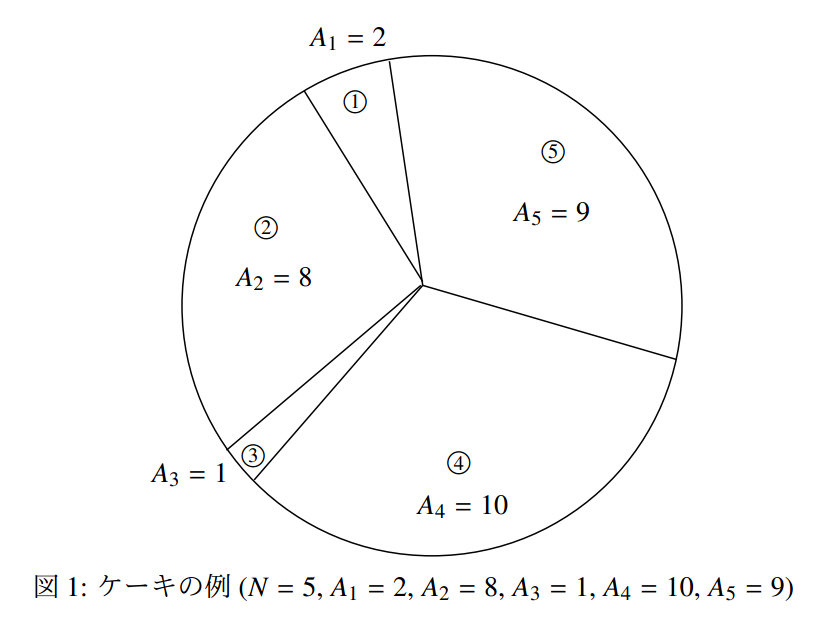 A₁ = 2
①
⑤
A₅ = 9
②
A₂ = 8
③
A₃ = 1
④
A₄ = 10
図 1: ケーキの例 (N = 5, A₁ = 2, A₂ = 8, A₃ = 1, A₄ = 10, A₅ = 9)